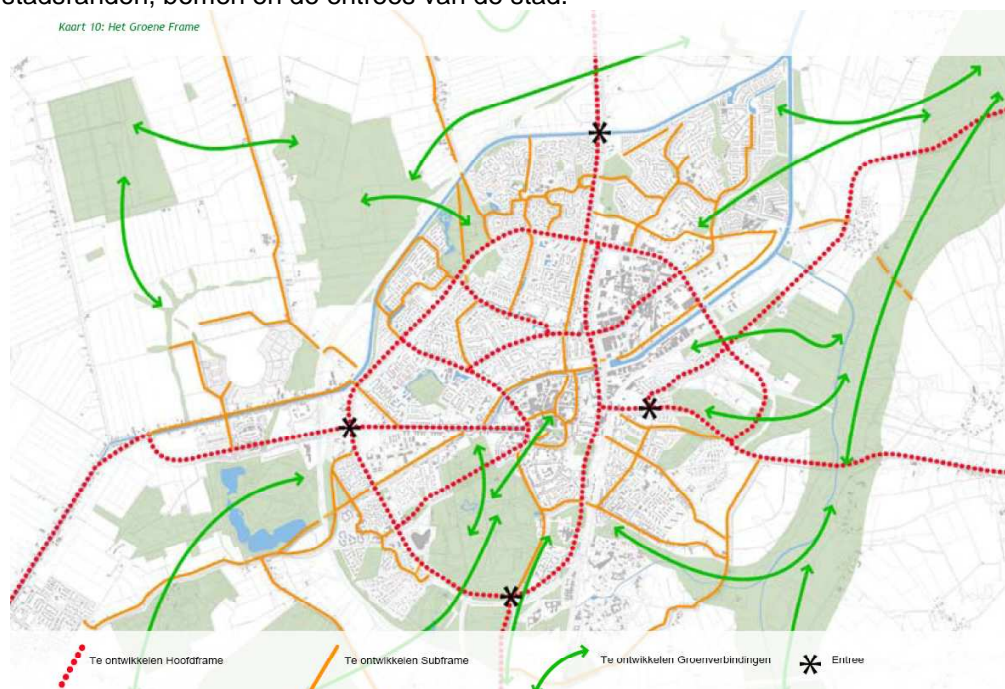 stadsranden, bermen en de entrees van de stad.
Kaart 10: Het Groene Frame
Te ontwikkelen Hoofdframe
Te ontwikkelen Subframe
Te ontwikkelen Groenverbindingen
Entree